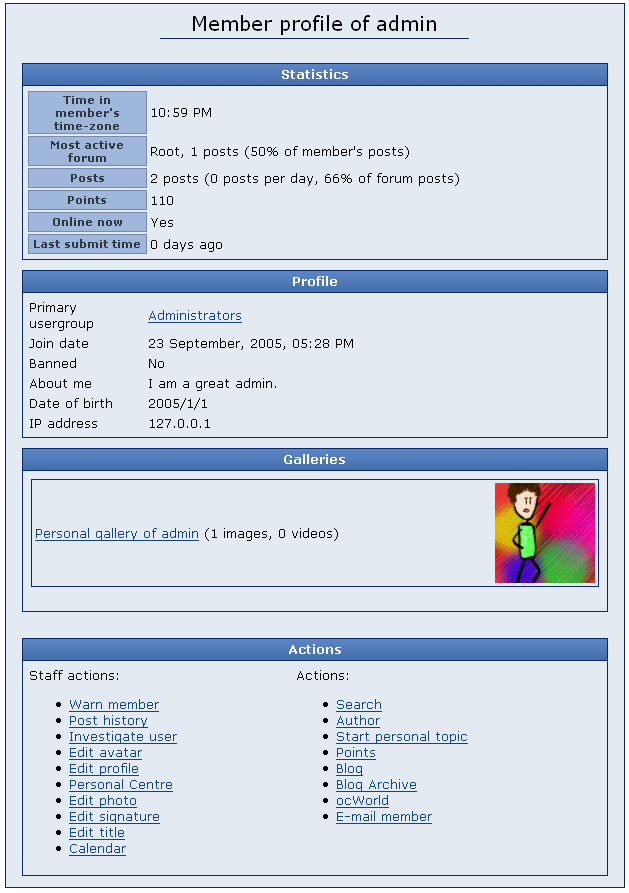 Member profile of admin
Statistics
Time in
member's
time-zone
10:59 PM
Most active
forum
Root, 1 posts (50% of member's posts)
Posts
2 posts (0 posts per day, 66% of forum posts)
Points
110
Online now
Yes
Last submit time
0 days ago
Profile
Primary
usergroup
Administrators
Join date
23 September, 2005, 05:28 PM
Banned
No
About me
I am a great admin.
Date of birth
2005/1/1
IP address
127.0.0.1
Galleries
Personal gallery of admin (1 images, 0 videos)
Actions
Staff actions:
Warn member
Post history
Investigate user
Edit avatar
Edit profile
Personal Centre
Edit photo
Edit signature
Edit title
Calendar
Actions:
Search
Author
Start personal topic
Points
Blog
Blog Archive
ocWorld
E-mail member